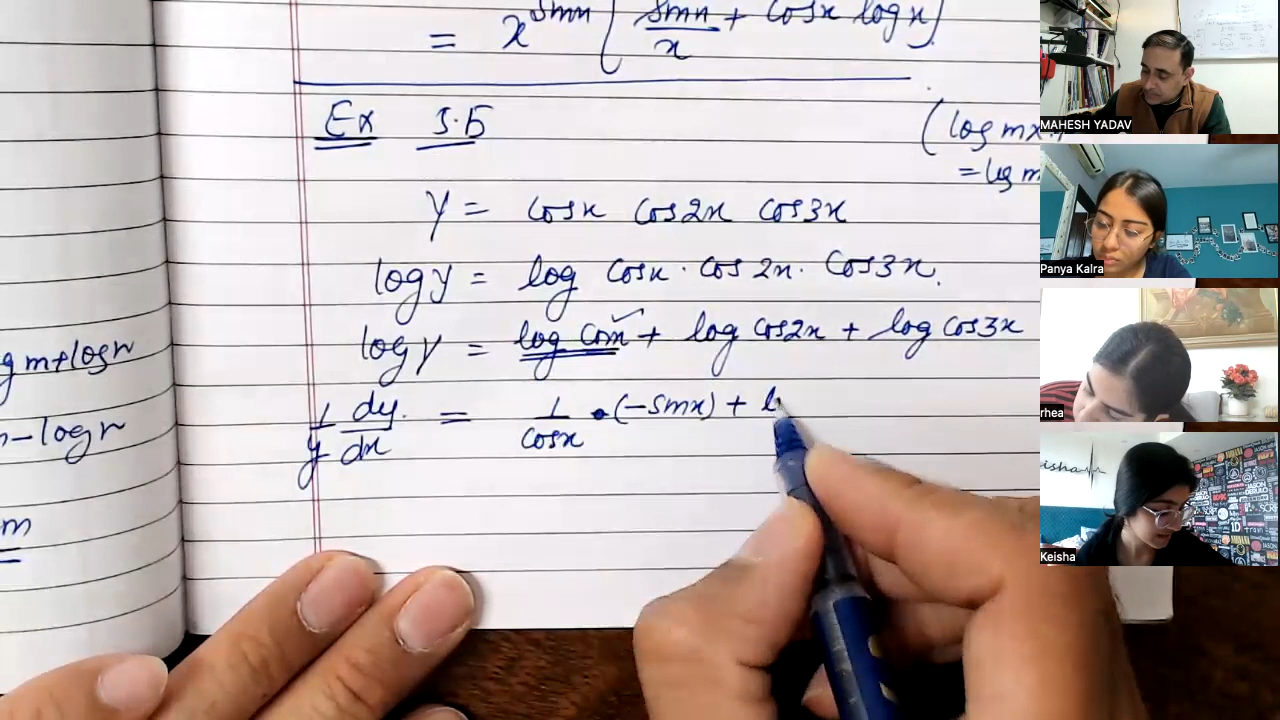 = x^sinx [ sinx/x + cosx logx ]
Ex 5.5
y = cosx cos2x cos3x
log y = log cosx · cos2x · cos3x.
log y = log cosx + log cos2x + log cos3x
1/y dy/dx = 1/cosx · (-sinx) +
(log mx
= log m
g m + log n
- log n
m
MAHESH YADAV
Panya Kalra
rhea
Keisha